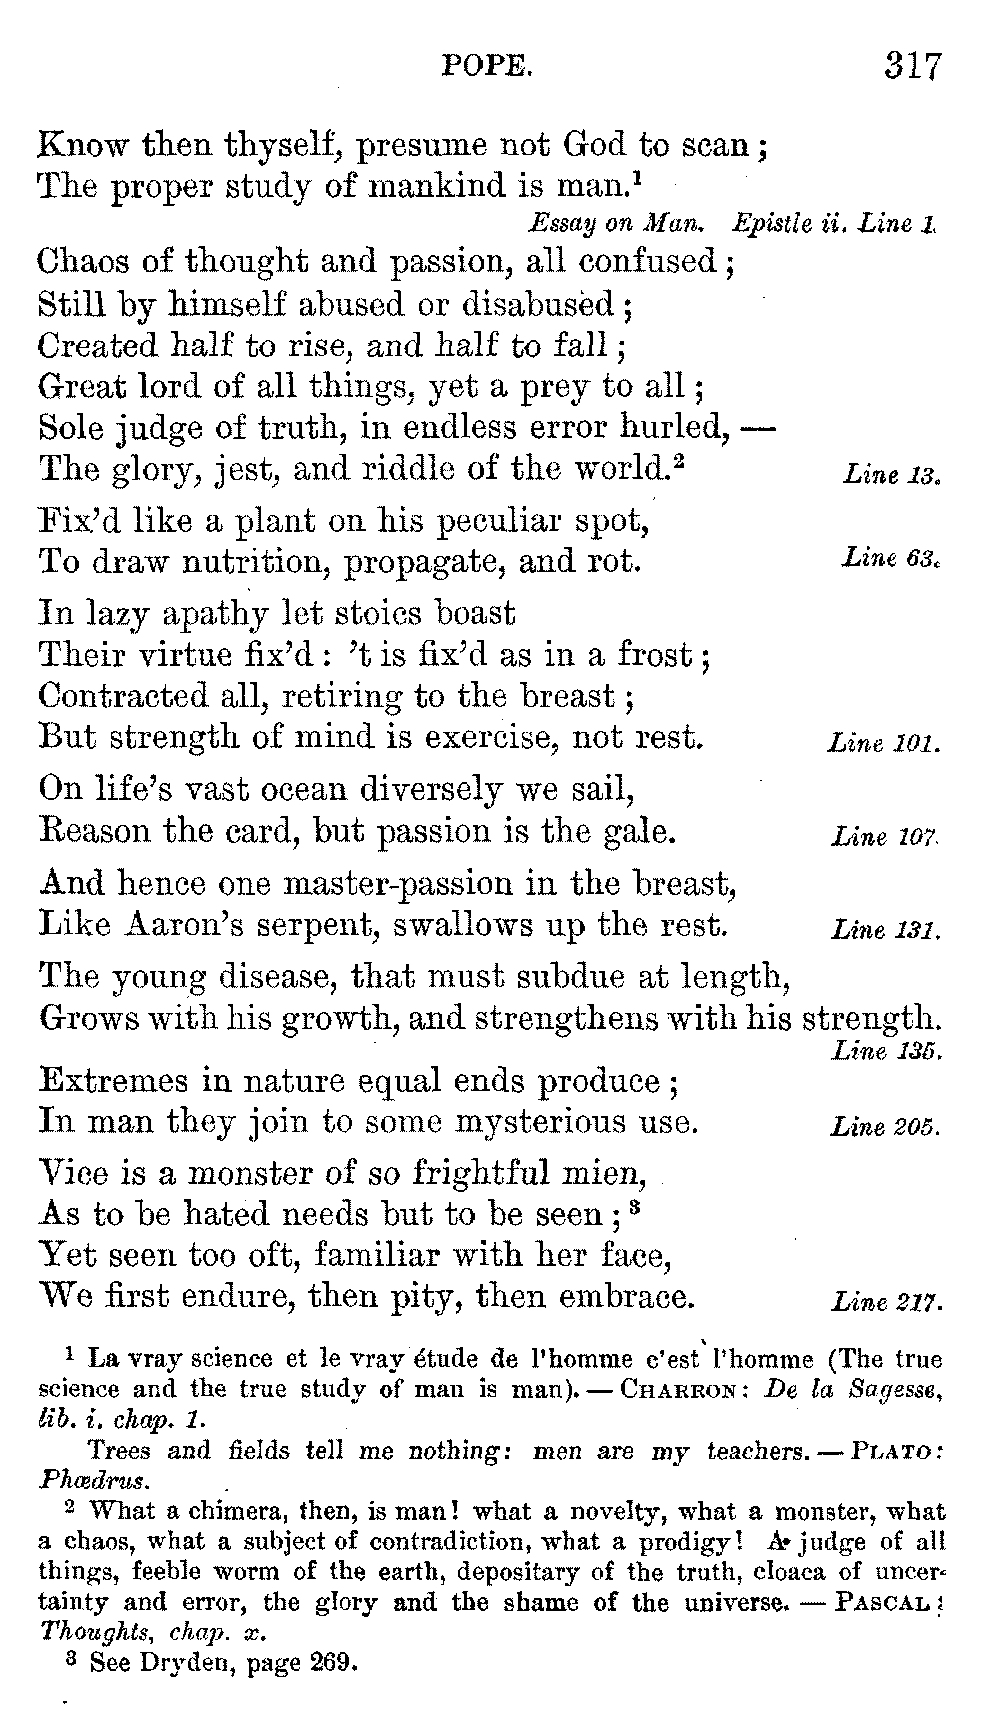 POPE. 317
Know then thyself, presume not God to scan;
The proper study of mankind is man.¹
Essay on Man. Epistle ii. Line 1.
Chaos of thought and passion, all confused;
Still by himself abused or disabused;
Created half to rise, and half to fall;
Great lord of all things, yet a prey to all;
Sole judge of truth, in endless error hurled, —
The glory, jest, and riddle of the world.² Line 13.
Fix'd like a plant on his peculiar spot,
To draw nutrition, propagate, and rot. Line 63.
In lazy apathy let stoics boast
Their virtue fix'd: 't is fix'd as in a frost;
Contracted all, retiring to the breast;
But strength of mind is exercise, not rest. Line 101.
On life's vast ocean diversely we sail,
Reason the card, but passion is the gale. Line 107.
And hence one master-passion in the breast,
Like Aaron's serpent, swallows up the rest. Line 131.
The young disease, that must subdue at length,
Grows with his growth, and strengthens with his strength.
Line 135.
Extremes in nature equal ends produce;
In man they join to some mysterious use. Line 205.
Vice is a monster of so frightful mien,
As to be hated needs but to be seen;³
Yet seen too oft, familiar with her face,
We first endure, then pity, then embrace. Line 217.
¹ La vray science et le vray étude de l'homme c'est l'homme (The true
science and the true study of man is man). — CHARRON: De la Sagesse,
lib. i. chap. 1.
Trees and fields tell me nothing: men are my teachers. — PLATO:
Phœdrus.
² What a chimera, then, is man! what a novelty, what a monster, what
a chaos, what a subject of contradiction, what a prodigy! A judge of all
things, feeble worm of the earth, depositary of the truth, cloaca of uncer-
tainty and error, the glory and the shame of the universe. — PASCAL:
Thoughts, chap. x.
³ See Dryden, page 269.